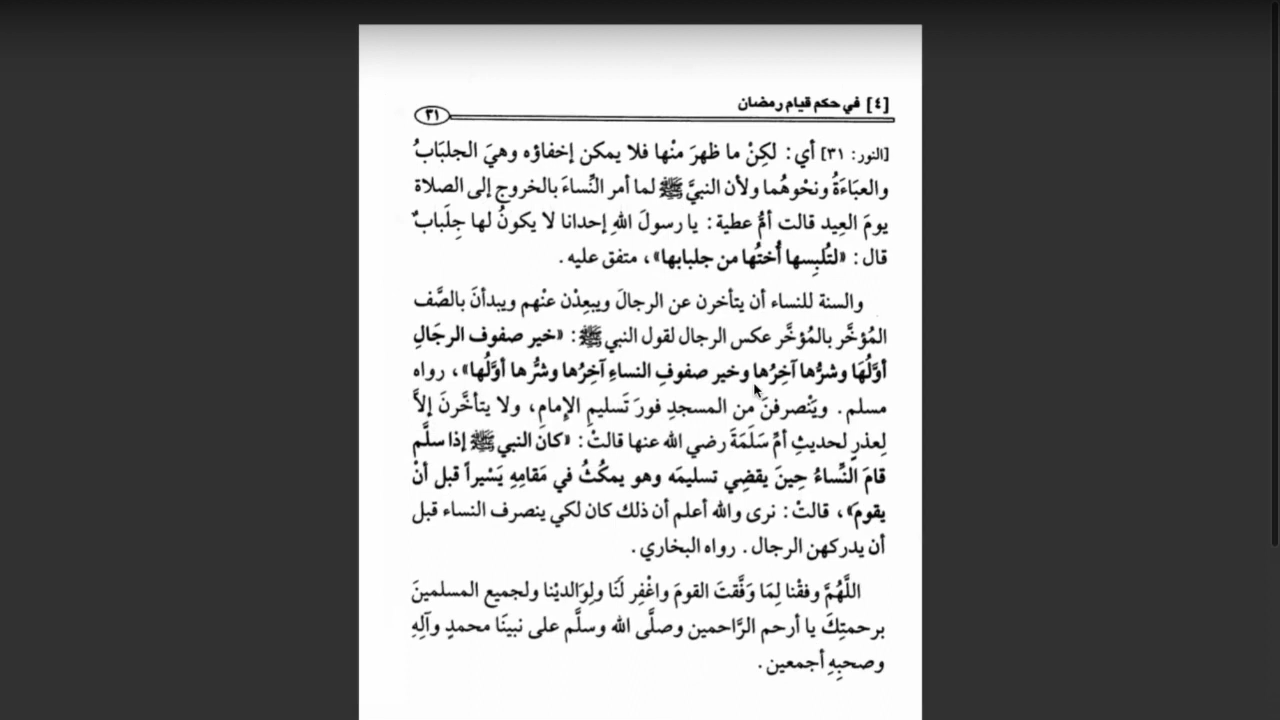 [٤] في حكم قيام رمضان
٣١
[النور: ٣١] أي: لكِنْ ما ظهرَ منْها فلا يمكن إخفاؤه وهيَ الجلبَابُ
والعبَاءَةُ ونحْوهُما ولأن النبيَّ ﷺ لما أمر النِّساءَ بالخروج إلى الصلاة
يومَ العِيد قالت أمُّ عطية: يا رسولَ اللهِ إحدانا لا يكونُ لها جِلَبابٌ
قال: «لتُلبِسها أُختُها من جلبابها»، متفق عليه.
والسنة للنساء أن يتأخرن عن الرجالَ ويبعِدْن عنْهم ويبدأنَ بالصَّف
المُؤخَّر بالمُؤخَّر عكس الرجال لقول النبي ﷺ: «خير صفوف الرجَالِ
أوَّلُهَا وشرُّها آخِرُها وخير صفوفِ النساءِ آخِرُها وشرُّها أوَّلُها»، رواه
مسلم. ويَنْصرفنَ من المسجدِ فورَ تَسليمِ الإمامِ، ولا يتأخَّرنَ إلاَّ
لِعذرٍ لحديثِ أمِّ سَلَمَةَ رضي الله عنها قالتْ: «كان النبي ﷺ إذا سلَّم
قامَ النِّساءُ حِينَ يقضِي تسليمَه وهو يمكُثُ في مَقامِهِ يَسْيراً قبل أنْ
يقومَ»، قالتْ: نرى والله أعلم أن ذلك كان لكي ينصرف النساء قبل
أن يدركهن الرجال. رواه البخاري.
اللَّهُمَّ وفقْنا لِمَا وَفَّقتَ القومَ واغْفِر لَنَا ولِوَالديْنا ولجميع المسلمينَ
برحمتِكَ يا أرحم الرَّاحمين وصلَّى الله وسلَّم على نبينَا محمدٍ وآلِهِ
وصحبِهِ أجمعين.